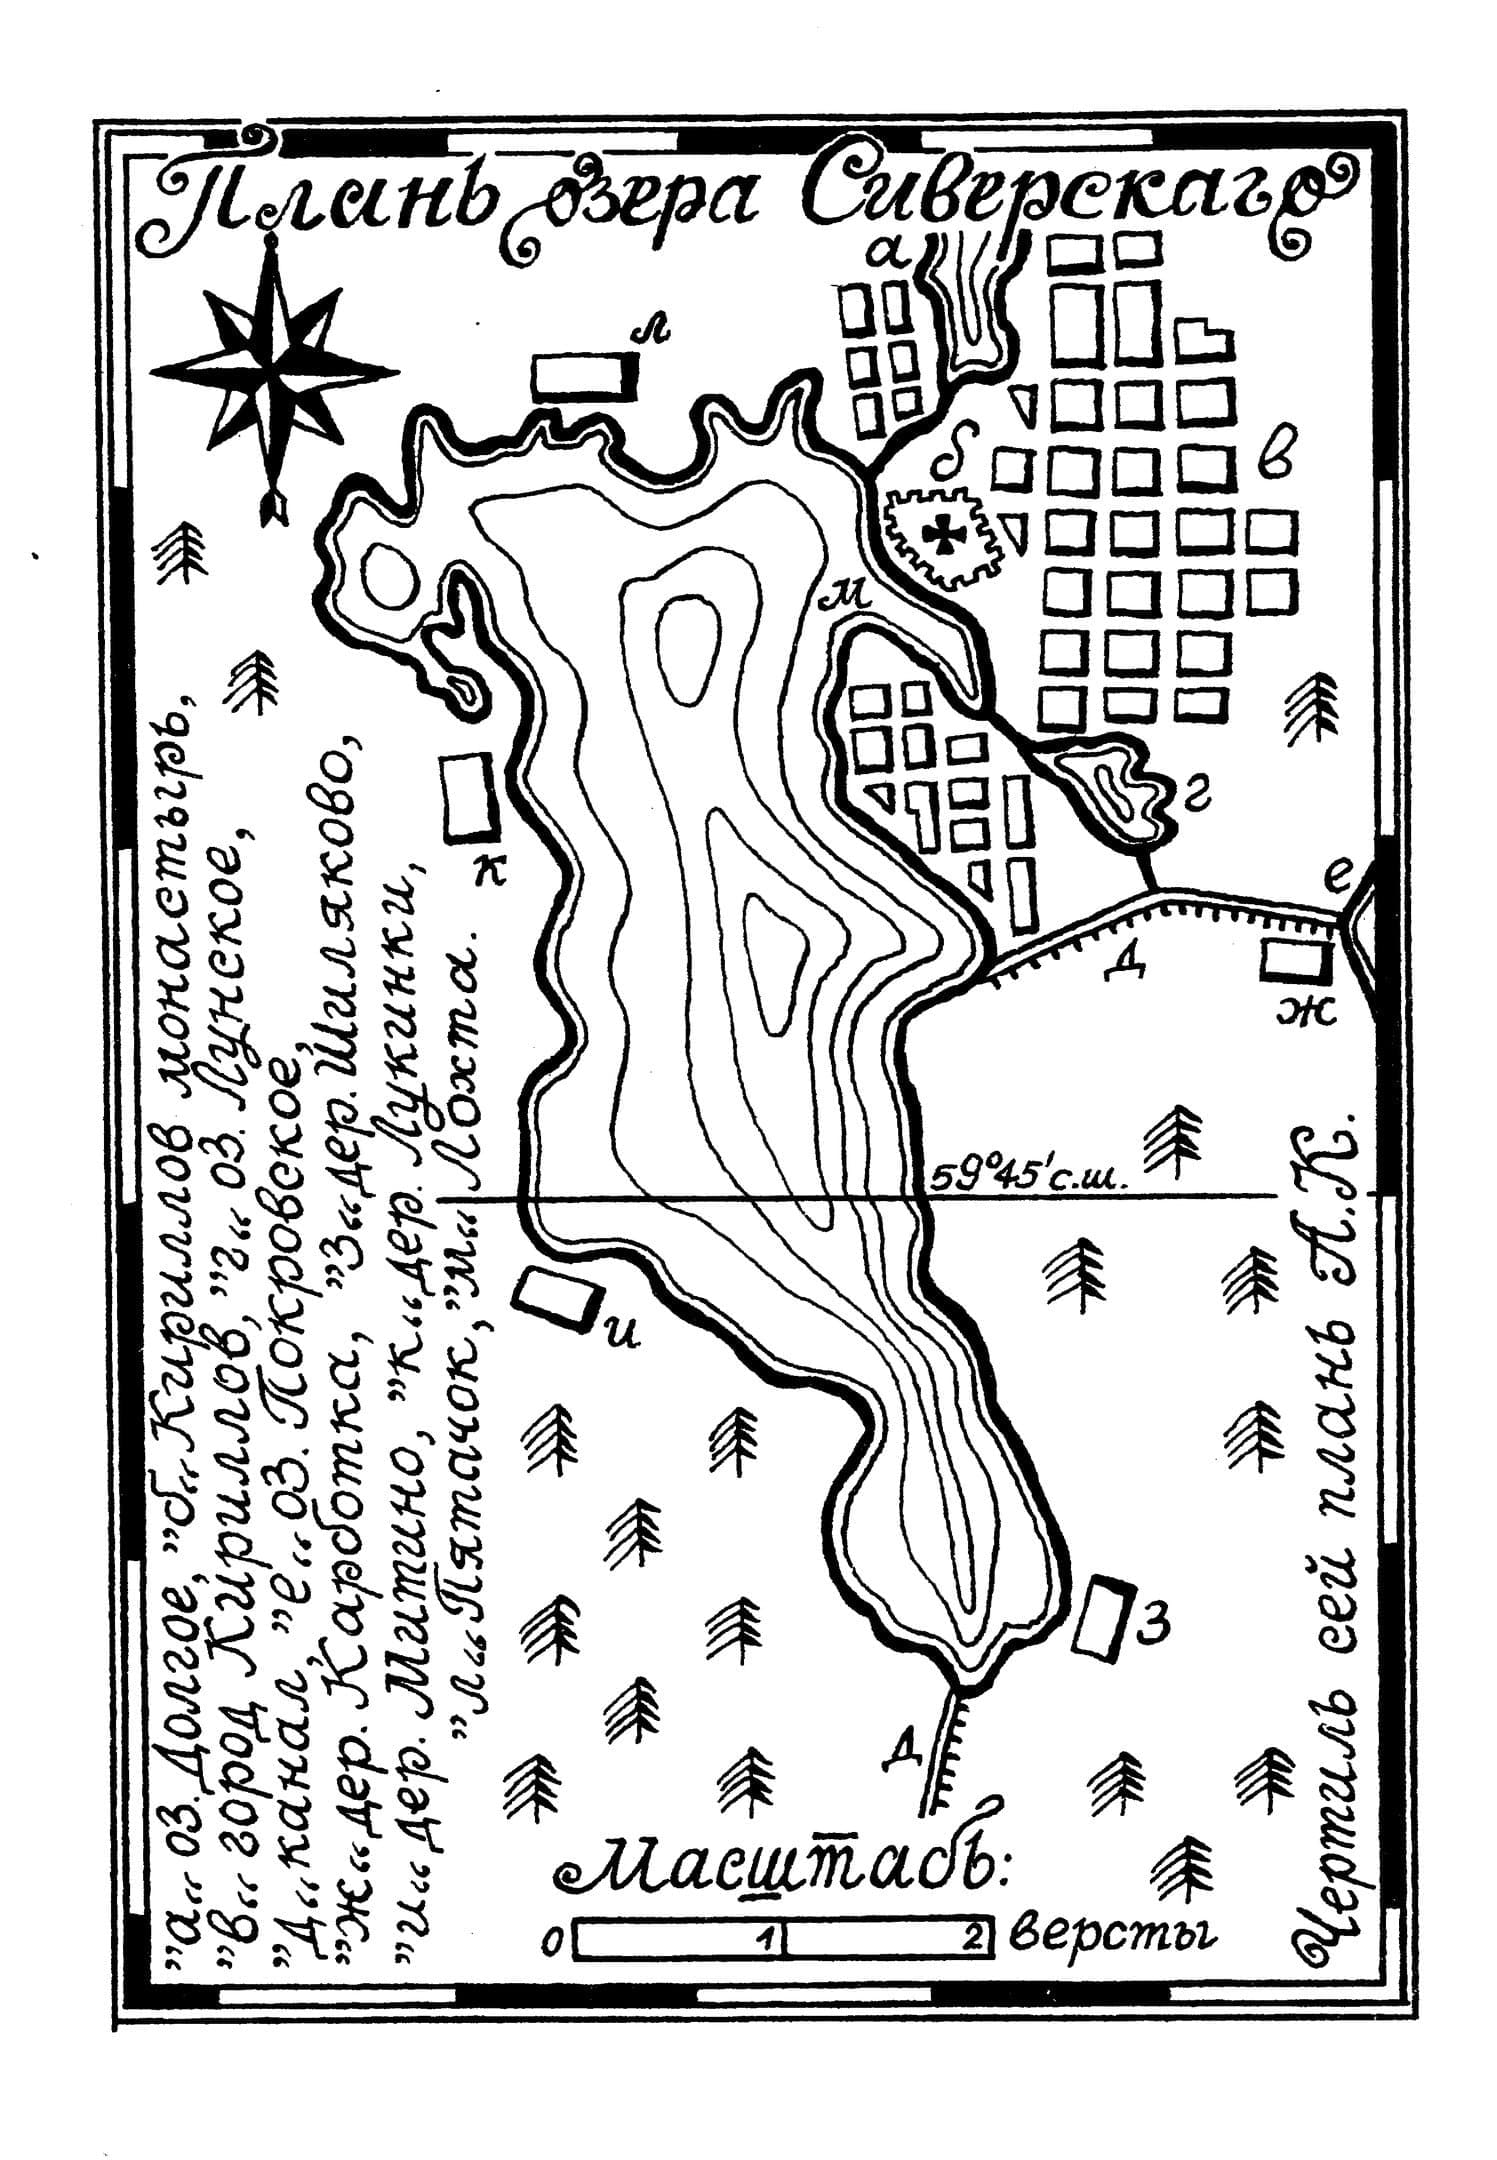 "а" оз. Долгое, "б" Кириллов монастырь,
"в" город Кириллов, "г" оз. Лунское,
"д" канал, "е" оз. Покровское,
"ж" дер. Карботка, "з" дер. Шиляково,
"и" дер. Митино, "к" дер. Лукинки,
"л" Пятачок, "м" Лохта.
Планъ Озера Сиверскаго
Масштабъ:
0 1 2 Версты
к
и
л
м
а
б
д
59°45' с.ш.
д
з
г
в
ж
е
Чертилъ сей планъ А.К.